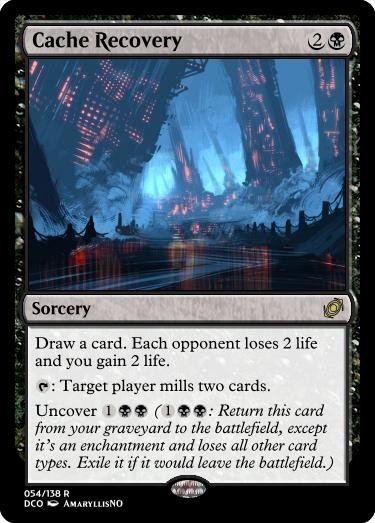 Cache Recovery 2
Sorcery
Draw a card. Each opponent loses 2 life
and you gain 2 life.
: Target player mills two cards.
Uncover 1 ( 1 : Return this card
from your graveyard to the battlefield, except
it's an enchantment and loses all other card
types. Exile it if it would leave the battlefield.)
054/138 R
DCO • AmaryllisNO